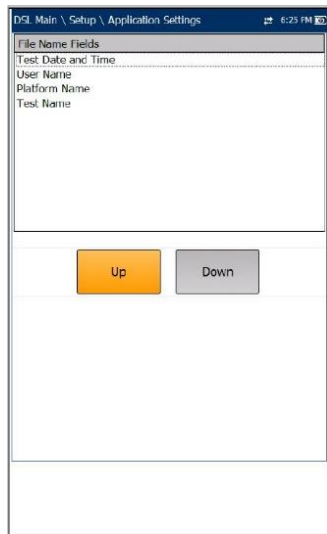 DSL Main \ Setup \ Application Settings 6:25 PM
File Name Fields
Test Date and Time
User Name
Platform Name
Test Name
Up Down